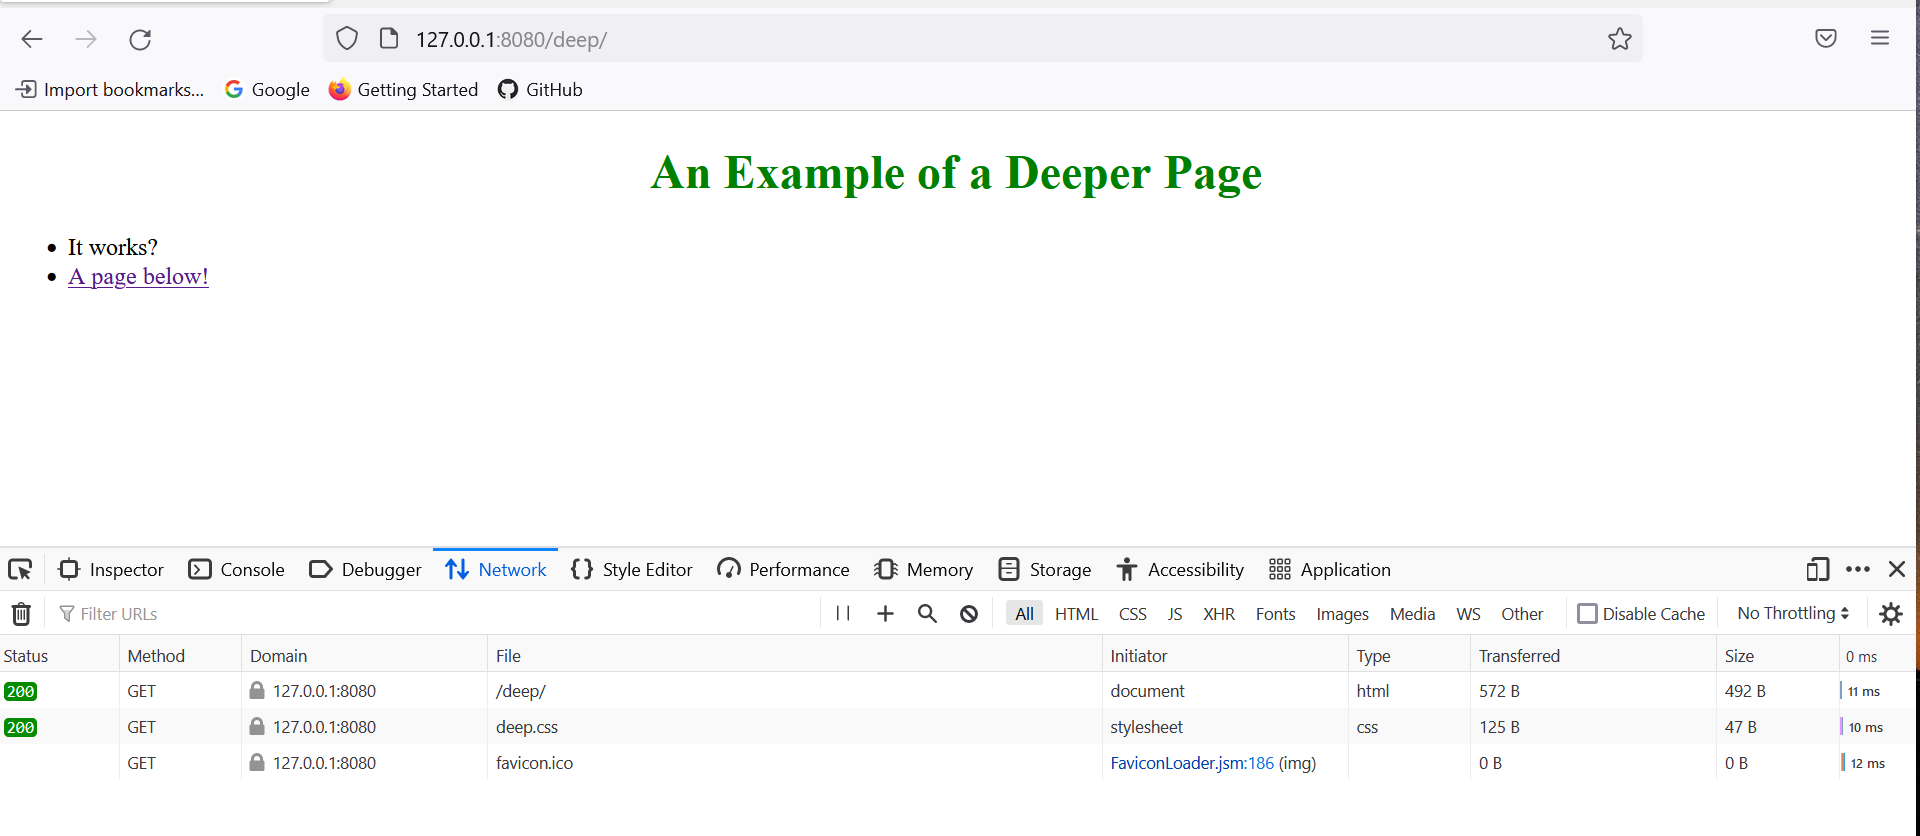 127.0.0.1:8080/deep/
Import bookmarks... Google Getting Started GitHub
An Example of a Deeper Page
It works?
A page below!
Inspector Console Debugger Network Style Editor Performance Memory Storage Accessibility Application
Filter URLs All HTML CSS JS XHR Fonts Images Media WS Other Disable Cache No Throttling
Status Method Domain File Initiator Type Transferred Size 0 ms
200 GET 127.0.0.1:8080 /deep/ document html 572 B 492 B 11 ms
200 GET 127.0.0.1:8080 deep.css stylesheet css 125 B 47 B 10 ms
GET 127.0.0.1:8080 favicon.ico FaviconLoader.jsm:186 (img) 0 B 0 B 12 ms